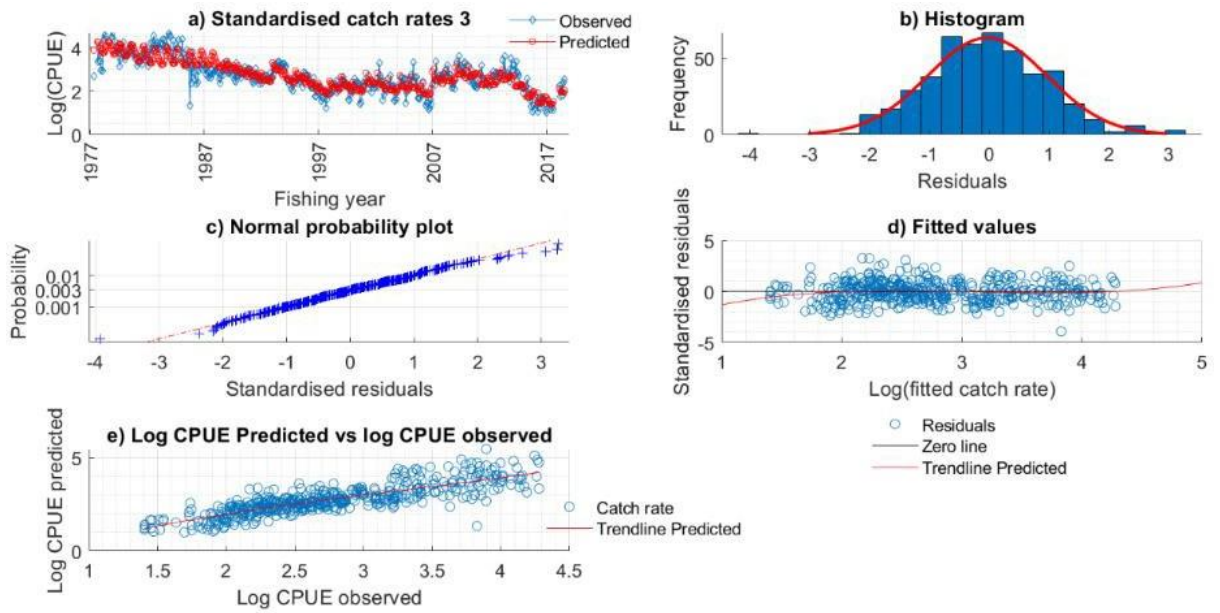 a) Standardised catch rates 3
Observed
Predicted
Log(CPUE)
4
2
0
1977
1987
1997
2007
2017
Fishing year
b) Histogram
Frequency
50
0
-4 -3 -2 -1 0 1 2 3
Residuals
c) Normal probability plot
Probability
0.01
0.003
0.001
-4 -3 -2 -1 0 1 2 3
Standardised residuals
d) Fitted values
Standardised residuals
5
0
-5
1 2 3 4 5
Log(fitted catch rate)
Residuals
Zero line
Trendline Predicted
e) Log CPUE Predicted vs log CPUE observed
Log CPUE predicted
5
0
1 1.5 2 2.5 3 3.5 4 4.5
Log CPUE observed
Catch rate
Trendline Predicted